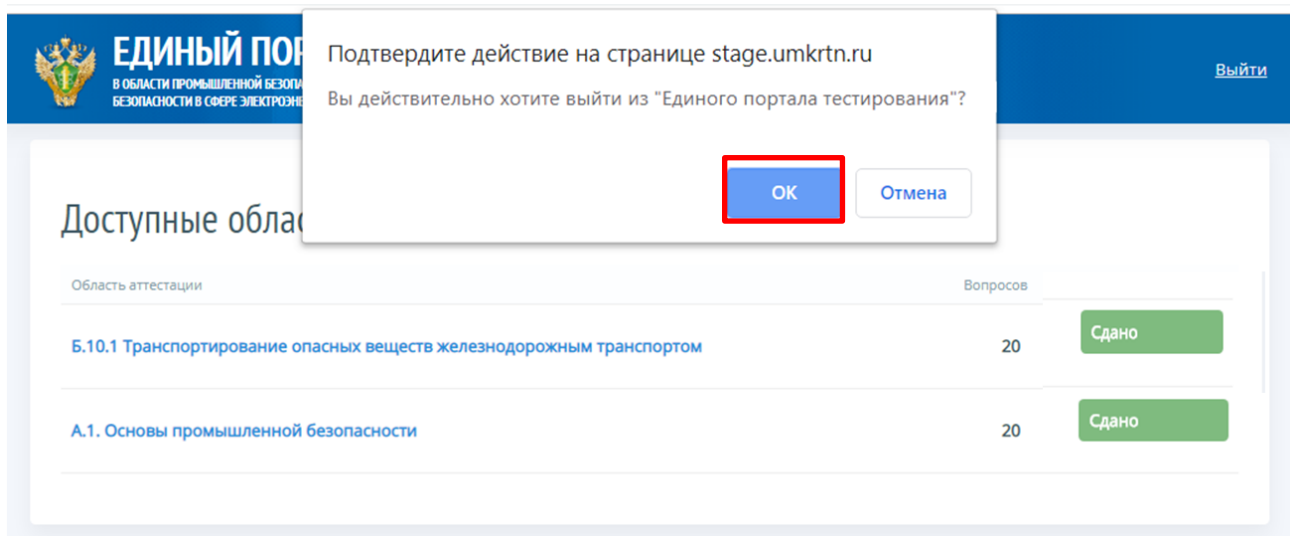 ЕДИНЫЙ ПОР
В ОБЛАСТИ ПРОМЫШЛЕННОЙ БЕЗОПА
БЕЗОПАСНОСТИ В СФЕРЕ ЭЛЕКТРОЭНЕ
Подтвердите действие на странице stage.umkrtn.ru
Вы действительно хотите выйти из "Единого портала тестирования"?
ОК Отмена
Выйти
Доступные облас
Область аттестации Вопросов
Б.10.1 Транспортирование опасных веществ железнодорожным транспортом 20 Сдано
А.1. Основы промышленной безопасности 20 Сдано